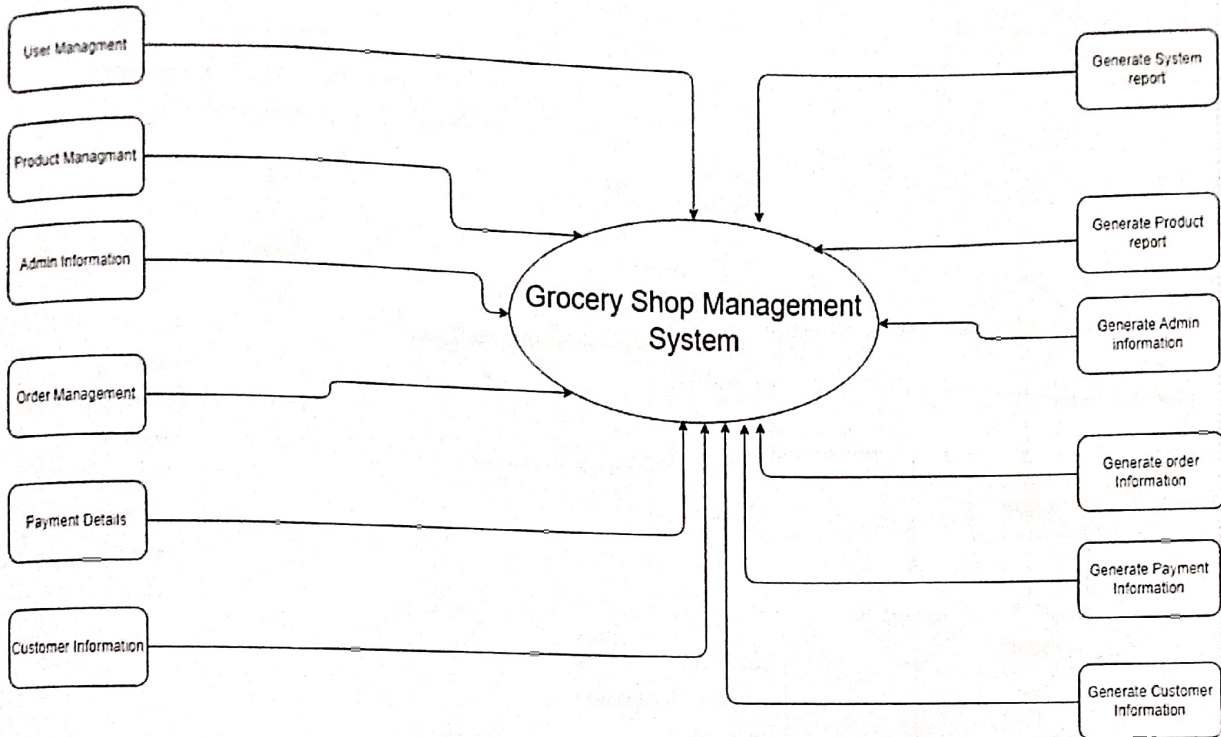 User Managment
Product Managmant
Admin Information
Order Management
Payment Details
Customer Information
Grocery Shop Management
System
Generate System
report
Generate Product
report
Generate Admin
information
Generate order
Information
Generate Payment
Information
Generate Customer
Information